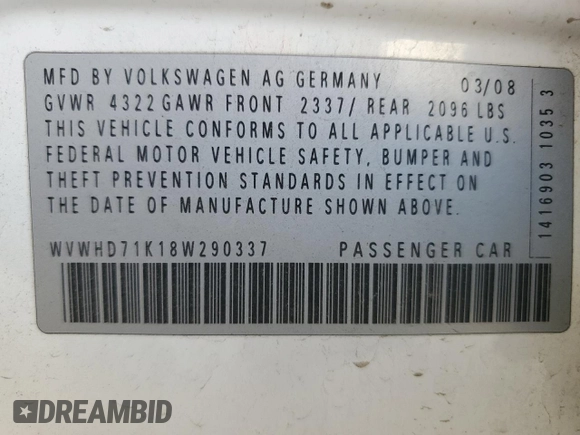 MFD BY VOLKSWAGEN AG GERMANY 03/08
GVWR 4322 GAWR FRONT 2337/ REAR 2096 LBS
THIS VEHICLE CONFORMS TO ALL APPLICABLE U.S.
FEDERAL MOTOR VEHICLE SAFETY, BUMPER AND
THEFT PREVENTION STANDARDS IN EFFECT ON
THE DATE OF MANUFACTURE SHOWN ABOVE.
WVWHD71K18W290337 PASSENGER CAR
1416903 1035 3
DREAMBID